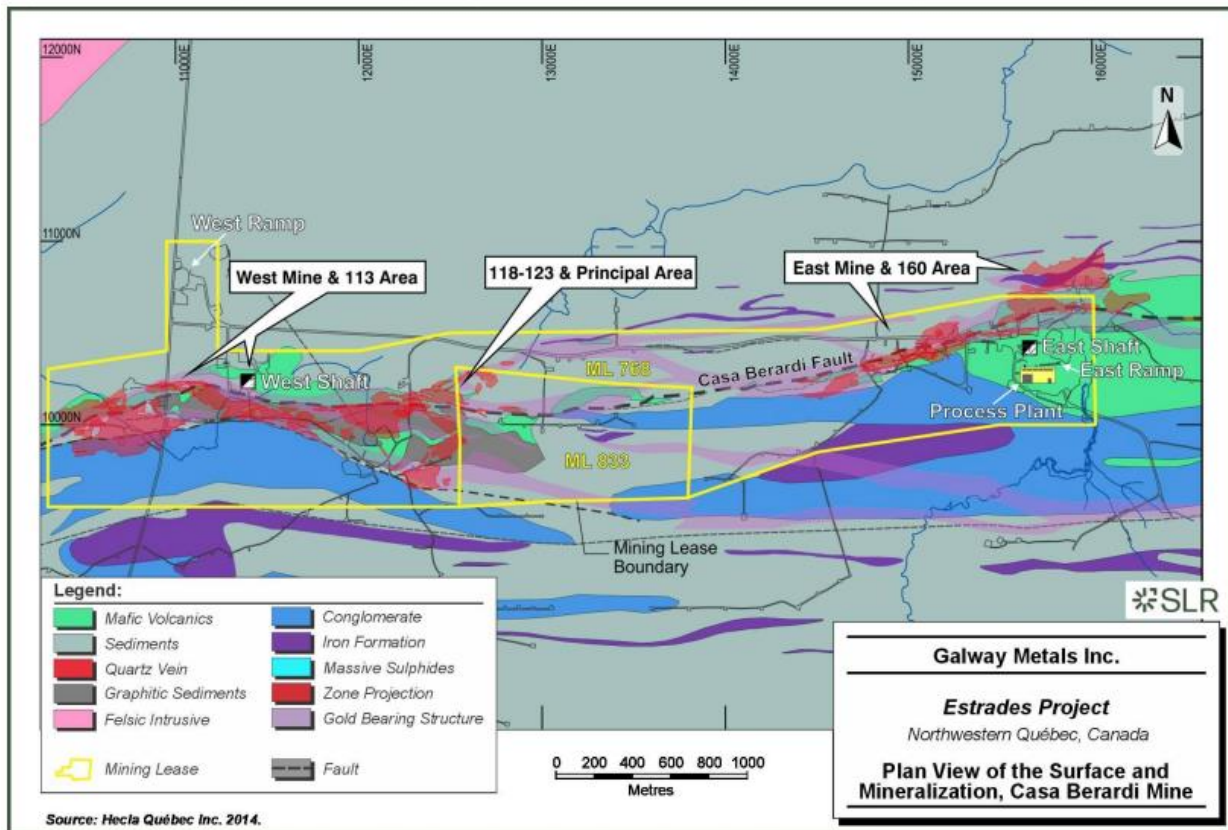 12000N
11000E
12000E
13000E
14000E
15000E
16000E
N
11000N
West Ramp
West Mine & 113 Area
118-123 & Principal Area
East Mine & 160 Area
West Shaft
ML 768
Casa Berardi Fault
East Shaft
East Ramp
Process Plant
10000N
ML 833
Mining Lease
Boundary
Legend:
Mafic Volcanics
Sediments
Quartz Vein
Graphitic Sediments
Felsic Intrusive
Conglomerate
Iron Formation
Massive Sulphides
Zone Projection
Gold Bearing Structure
Mining Lease
Fault
0 200 400 600 800 1000
Metres
SLR
Galway Metals Inc.
Estrades Project
Northwestern Québec, Canada
Plan View of the Surface and
Mineralization, Casa Berardi Mine
Source: Hecla Québec Inc. 2014.